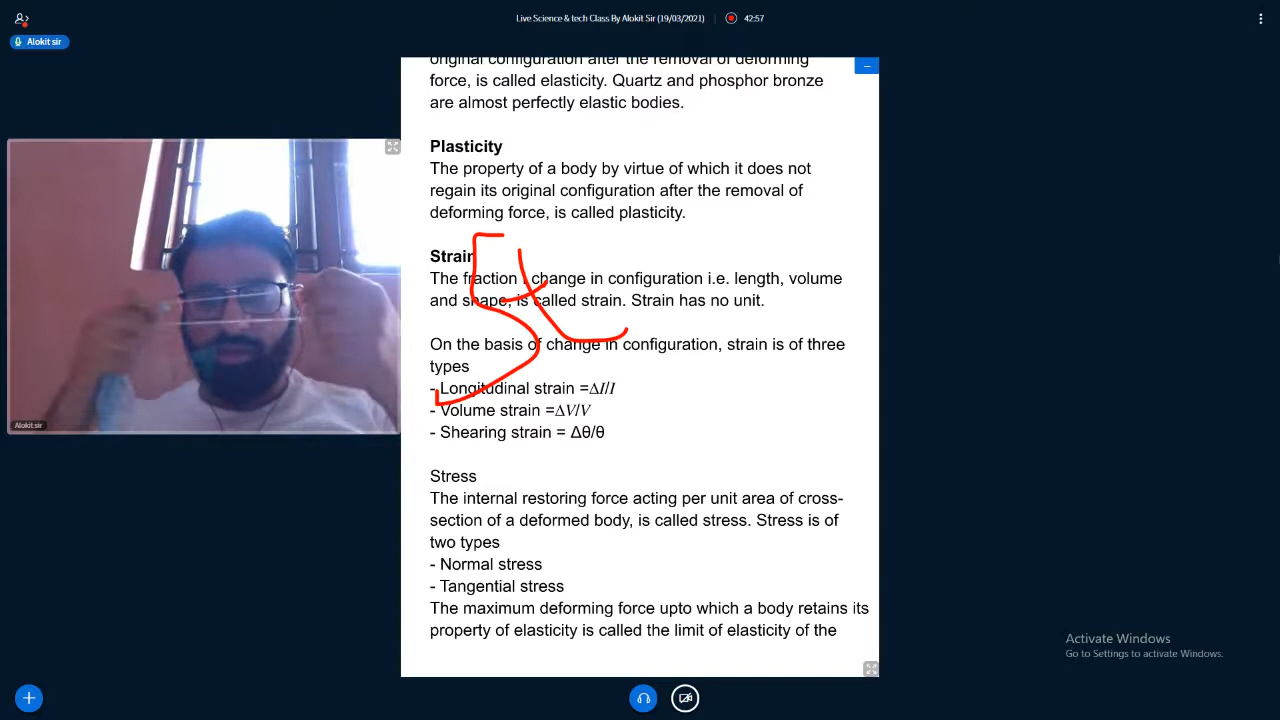 Live Science & tech Class By Alokit Sir (19/03/2021)
42:57
Alokit sir
original configuration after the removal of deforming
force, is called elasticity. Quartz and phosphor bronze
are almost perfectly elastic bodies.
Plasticity
The property of a body by virtue of which it does not
regain its original configuration after the removal of
deforming force, is called plasticity.
Strain
The fraction change in configuration i.e. length, volume
and shape, is called strain. Strain has no unit.
On the basis of change in configuration, strain is of three
types
- Longitudinal strain =∆I/I
- Volume strain =∆V/V
- Shearing strain = Δθ/θ
Stress
The internal restoring force acting per unit area of cross-
section of a deformed body, is called stress. Stress is of
two types
- Normal stress
- Tangential stress
The maximum deforming force upto which a body retains its
property of elasticity is called the limit of elasticity of the
Alokit sir
Activate Windows
Go to Settings to activate Windows.